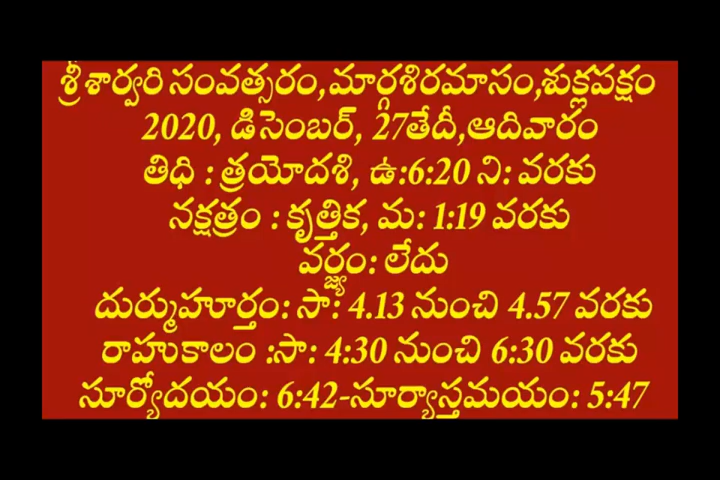 శ్రీ శార్వరి సంవత్సరం,మార్గశిరమాసం,శుక్లపక్షం
2020, డిసెంబర్, 27తేదీ,ఆదివారం
తిధి : త్రయోదశి, ఉ:6:20 ని: వరకు
నక్షత్రం : కృత్తిక, మ: 1:19 వరకు
వర్జ్యం: లేదు
దుర్ముహూర్తం: సా: 4.13 నుంచి 4.57 వరకు
రాహుకాలం :సా: 4:30 నుంచి 6:30 వరకు
సూర్యోదయం: 6:42-సూర్యాస్తమయం: 5:47